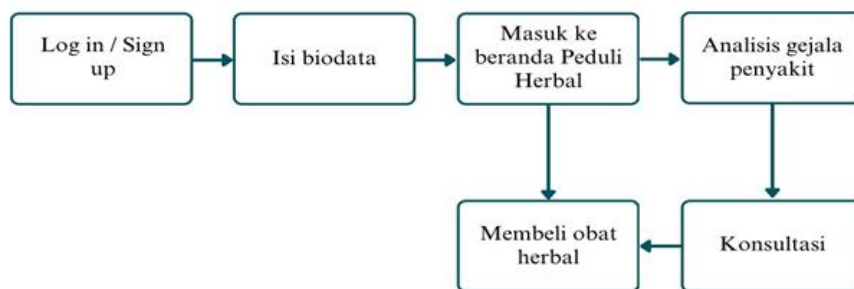 Log in / Sign
up
Isi biodata
Masuk ke
beranda Peduli
Herbal
Analisis gejala
penyakit
Membeli obat
herbal
Konsultasi